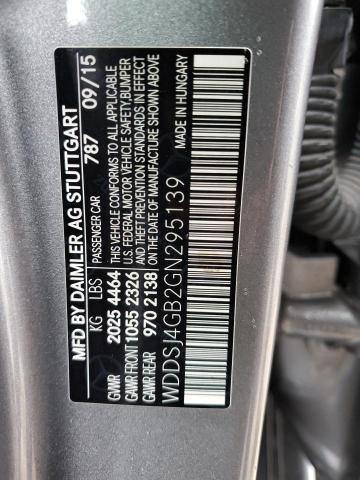 MFD BY DAIMLER AG STUTTGART
PASSENGER CAR 787 09/15
KG LBS
GVWR 2025 4464
GAWR FRONT 1055 2326
GAWR REAR 970 2138
THIS VEHICLE CONFORMS TO ALL APPLICABLE
U.S. FEDERAL MOTOR VEHICLE SAFETY, BUMPER
AND THEFT PREVENTION STANDARDS IN EFFECT
ON THE DATE OF MANUFACTURE SHOWN ABOVE
MADE IN HUNGARY
WDDSJ4GB2GN295139